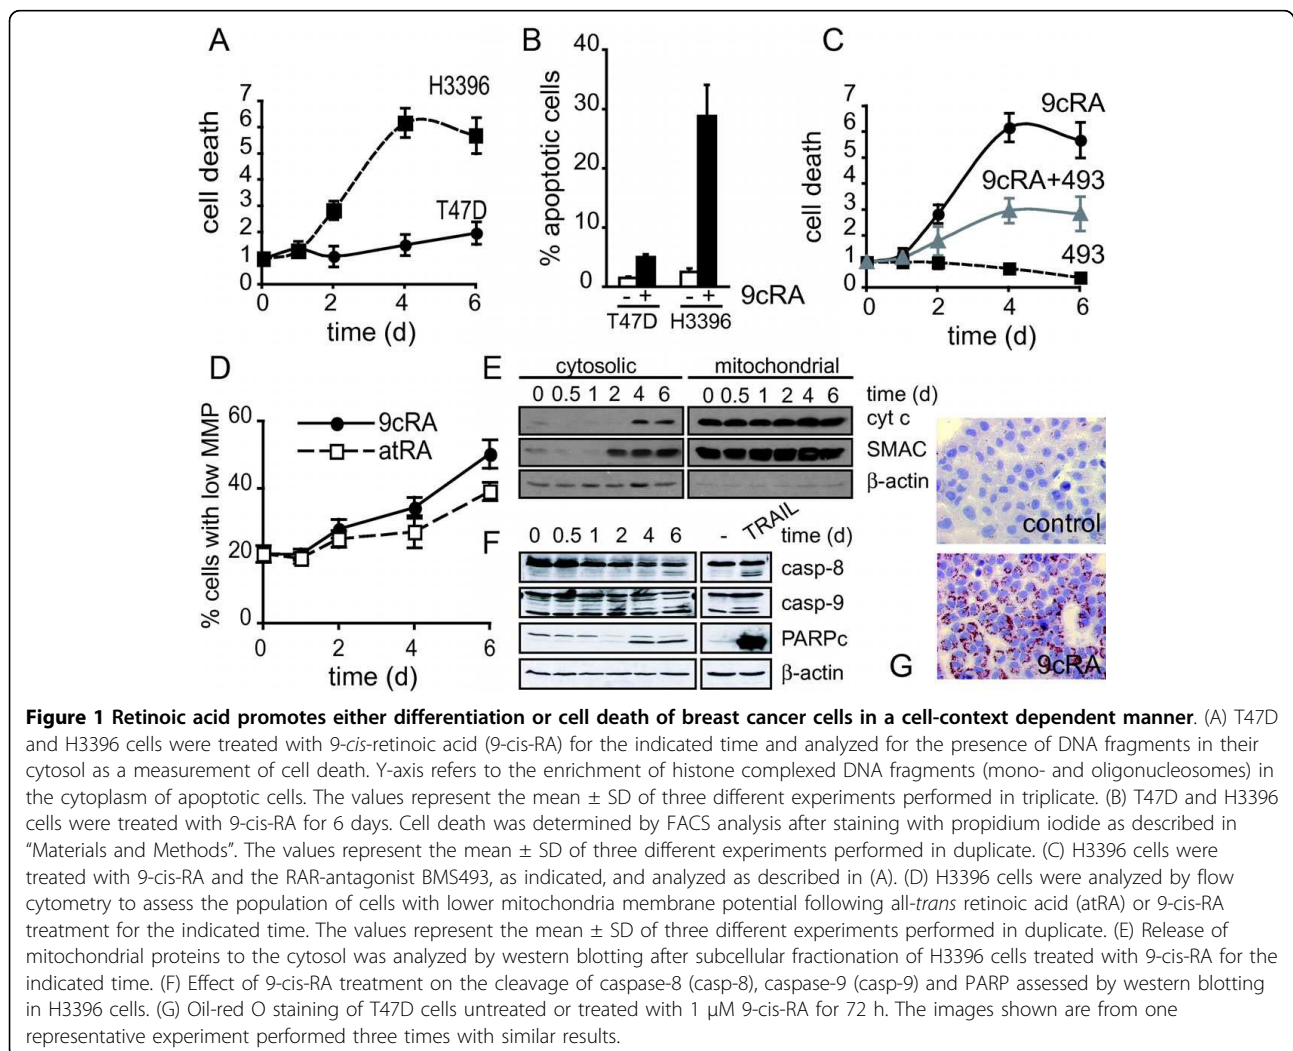 A
7
6
5
4
3
2
1
0
cell death
H3396
T47D
0 2 4 6
time (d)
B
40
30
20
10
0
% apoptotic cells
- + - + 9cRA
T47D H3396
C
7
6
5
4
3
2
1
0
cell death
9cRA
9cRA+493
493
0 2 4 6
time (d)
D
60
40
20
0
% cells with low MMP
9cRA
atRA
0 2 4 6
time (d)
E
cytosolic mitochondrial
0 0.5 1 2 4 6 0 0.5 1 2 4 6 time (d)
cyt c
SMAC
β-actin
F
0 0.5 1 2 4 6 - TRAIL time (d)
casp-8
casp-9
PARPc
β-actin
control
9cRA
G
Figure 1 Retinoic acid promotes either differentiation or cell death of breast cancer cells in a cell-context dependent manner. (A) T47D
and H3396 cells were treated with 9-cis-retinoic acid (9-cis-RA) for the indicated time and analyzed for the presence of DNA fragments in their
cytosol as a measurement of cell death. Y-axis refers to the enrichment of histone complexed DNA fragments (mono- and oligonucleosomes) in
the cytoplasm of apoptotic cells. The values represent the mean ± SD of three different experiments performed in triplicate. (B) T47D and H3396
cells were treated with 9-cis-RA for 6 days. Cell death was determined by FACS analysis after staining with propidium iodide as described in
“Materials and Methods”. The values represent the mean ± SD of three different experiments performed in duplicate. (C) H3396 cells were
treated with 9-cis-RA and the RAR-antagonist BMS493, as indicated, and analyzed as described in (A). (D) H3396 cells were analyzed by flow
cytometry to assess the population of cells with lower mitochondria membrane potential following all-trans retinoic acid (atRA) or 9-cis-RA
treatment for the indicated time. The values represent the mean ± SD of three different experiments performed in duplicate. (E) Release of
mitochondrial proteins to the cytosol was analyzed by western blotting after subcellular fractionation of H3396 cells treated with 9-cis-RA for the
indicated time. (F) Effect of 9-cis-RA treatment on the cleavage of caspase-8 (casp-8), caspase-9 (casp-9) and PARP assessed by western blotting
in H3396 cells. (G) Oil-red O staining of T47D cells untreated or treated with 1 μM 9-cis-RA for 72 h. The images shown are from one
representative experiment performed three times with similar results.